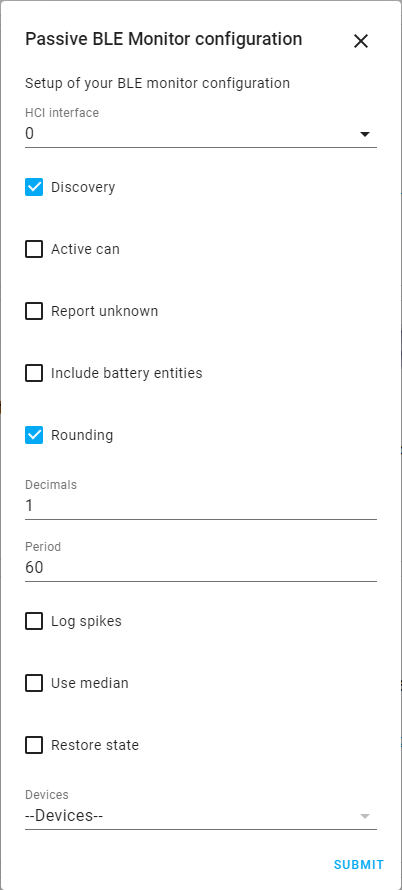 Passive BLE Monitor configuration
Setup of your BLE monitor configuration
HCI interface
0
Discovery
Active can
Report unknown
Include battery entities
Rounding
Decimals
1
Period
60
Log spikes
Use median
Restore state
Devices
--Devices--
SUBMIT